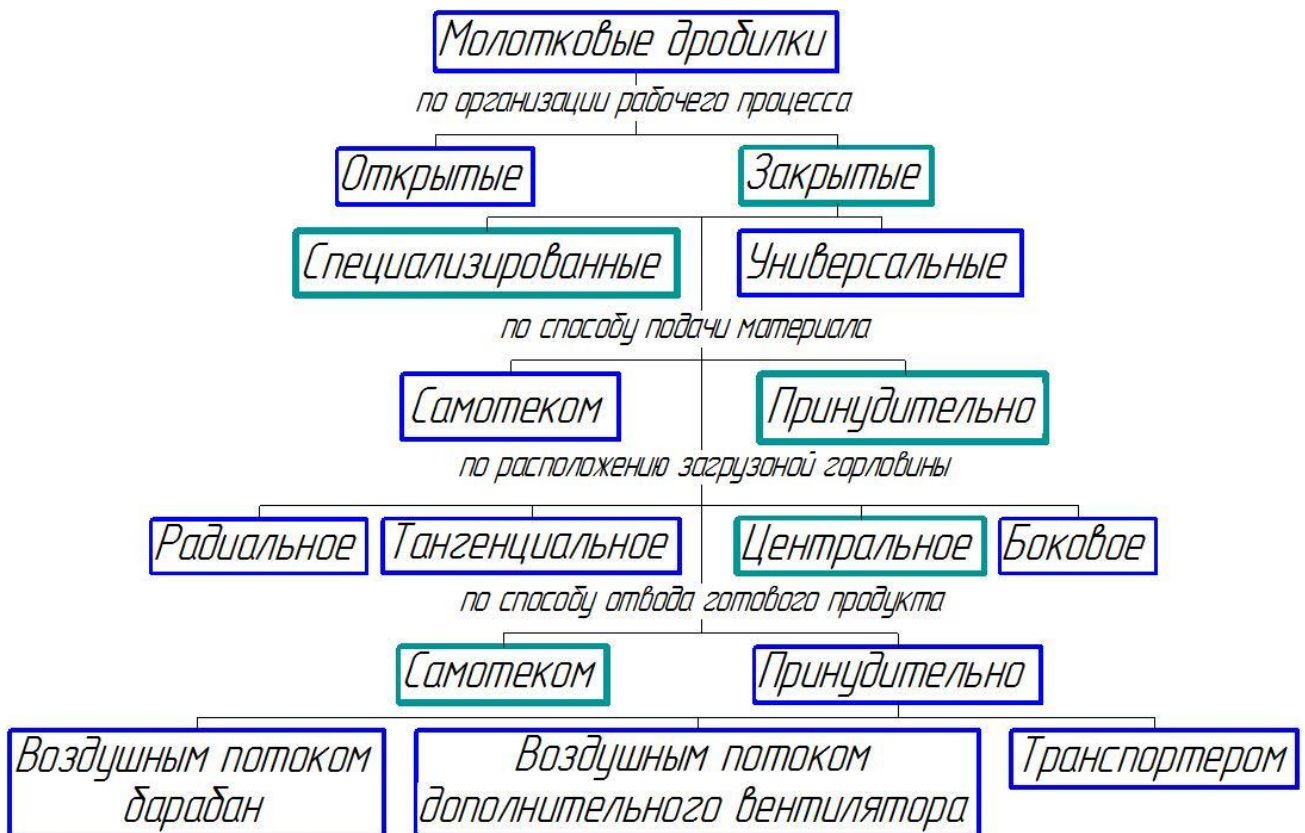 Молотковые дробилки
по организации рабочего процесса
Открытые
Закрытые
Специализированные
Универсальные
по способу подачи материала
Самотеком
Принудительно
по расположению загрузоной горловины
Радиальное
Тангенциальное
Центральное
Боковое
по способу отвода готового продукта
Самотеком
Принудительно
Воздушным потоком
барабан
Воздушным потоком
дополнительного вентилятора
Транспортером